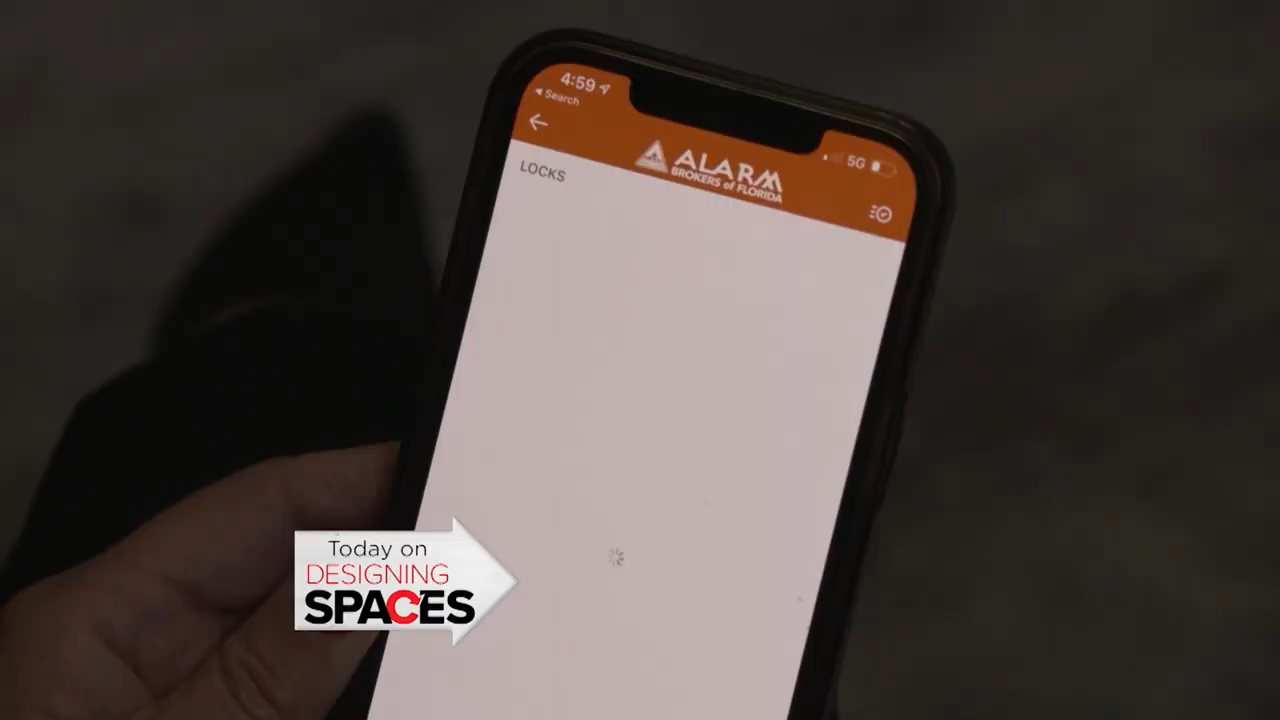 4:59
Search
5G
ALARM
BROKERS of FLORIDA
LOCKS
Today on
DESIGNING
SPACES